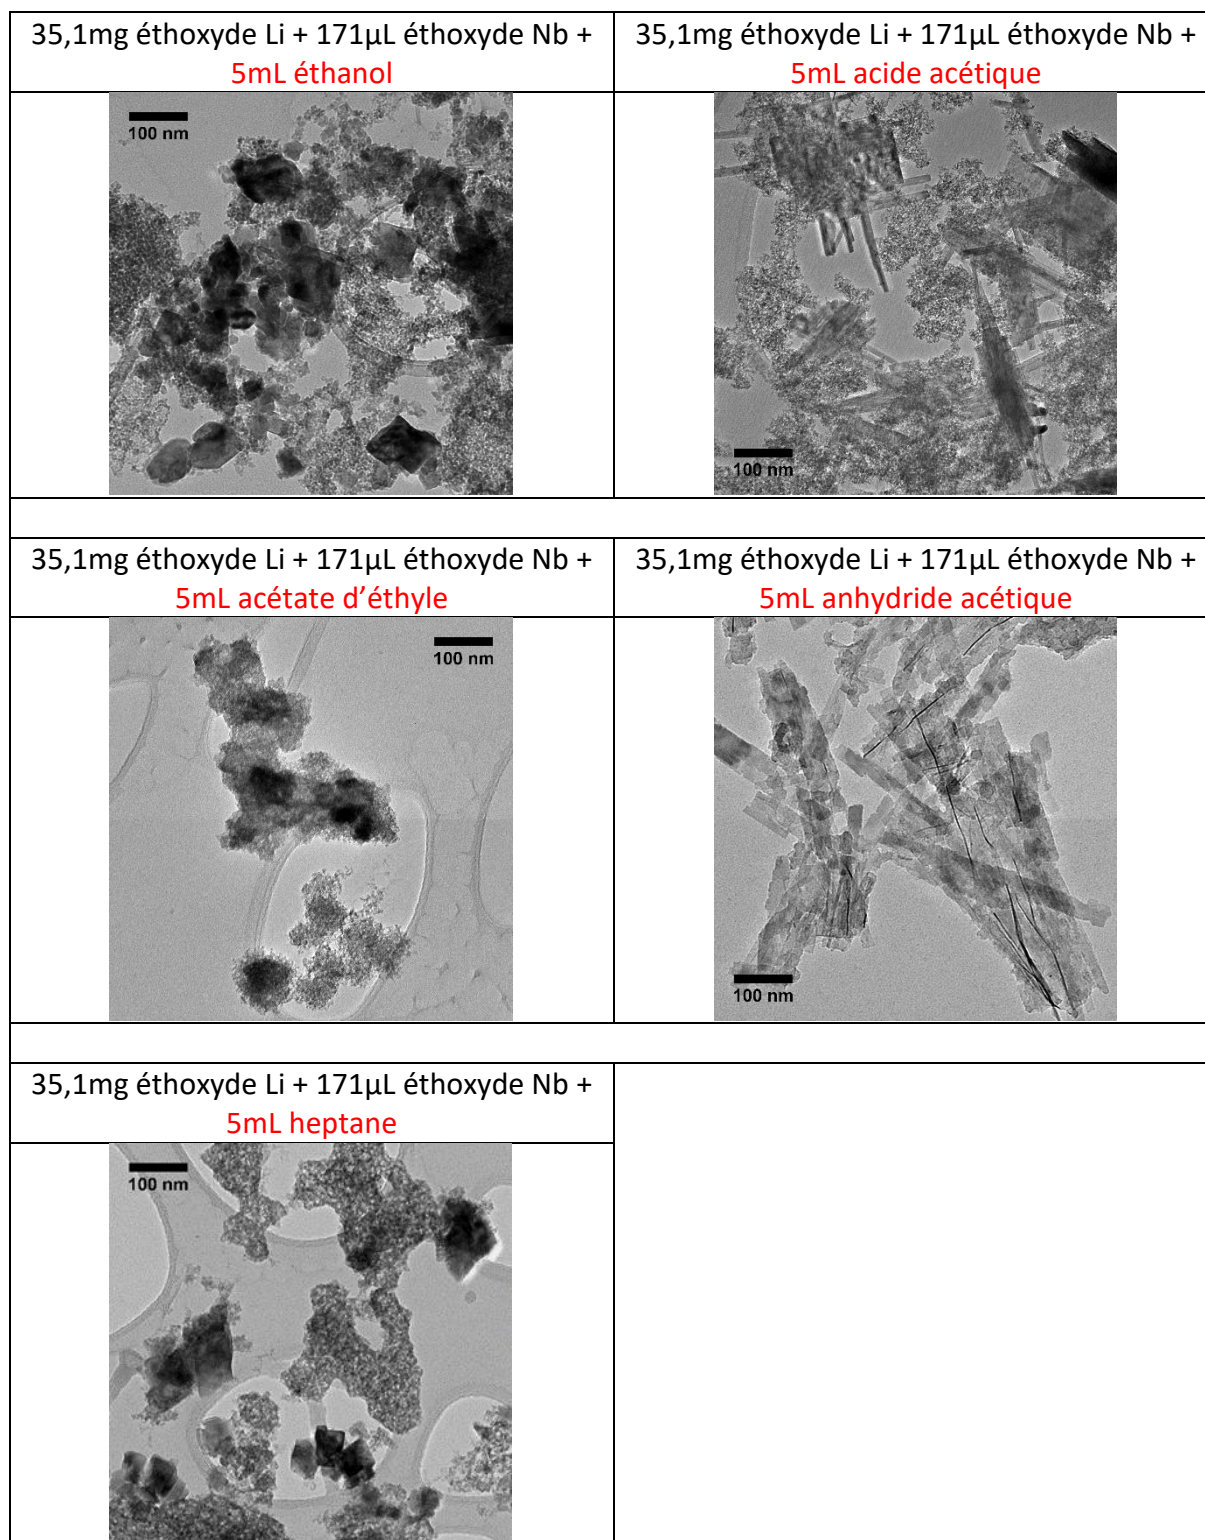 35,1mg éthoxyde Li + 171µL éthoxyde Nb +
5mL éthanol
35,1mg éthoxyde Li + 171µL éthoxyde Nb +
5mL acide acétique
100 nm
100 nm
35,1mg éthoxyde Li + 171µL éthoxyde Nb +
5mL acétate d’éthyle
35,1mg éthoxyde Li + 171µL éthoxyde Nb +
5mL anhydride acétique
100 nm
100 nm
35,1mg éthoxyde Li + 171µL éthoxyde Nb +
5mL heptane
100 nm